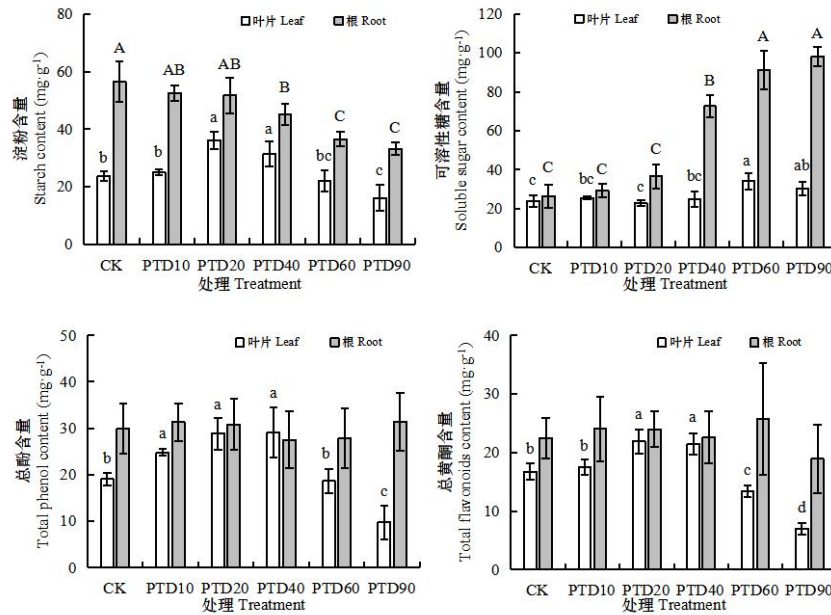 淀粉含量
Starch content (mg·g⁻¹)
80
60
40
20
0
叶片 Leaf
根 Root
b
A
b
AB
a
AB
a
B
bc
C
c
C
CK
PTD10
PTD20
PTD40
PTD60
PTD90
处理 Treatment
可溶性糖含量
Soluble sugar content (mg·g⁻¹)
120
100
80
60
40
20
0
叶片 Leaf
根 Root
c
C
bc
C
c
C
bc
B
a
A
ab
A
CK
PTD10
PTD20
PTD40
PTD60
PTD90
处理 Treatment
总酚含量
Total phenol content (mg·g⁻¹)
50
40
30
20
10
0
叶片 Leaf
根 Root
b
a
a
a
b
c
CK
PTD10
PTD20
PTD40
PTD60
PTD90
处理 Treatment
总黄酮含量
Total flavonoids content (mg·g⁻¹)
40
30
20
10
0
叶片 Leaf
根 Root
b
b
a
a
c
d
CK
PTD10
PTD20
PTD40
PTD60
PTD90
处理 Treatment